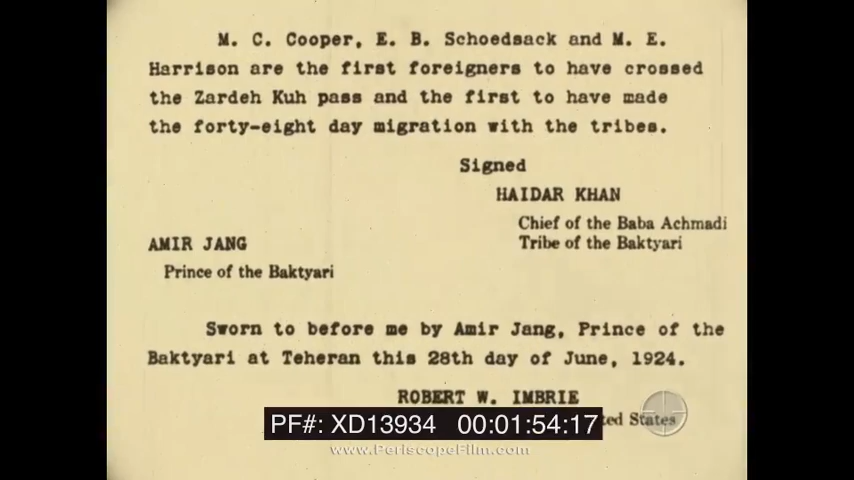 M. C. Cooper, E. B. Schoedsack and M. E.
Harrison are the first foreigners to have crossed
the Zardeh Kuh pass and the first to have made
the forty-eight day migration with the tribes.
Signed
HAIDAR KHAN
Chief of the Baba Achmadi
Tribe of the Baktyari
AMIR JANG
Prince of the Baktyari
Sworn to before me by Amir Jang, Prince of the
Baktyari at Teheran this 28th day of June, 1924.
ROBERT W. IMBRIE
States
PF#: XD13934 00:01:54:17
www.PeriscopeFilm.com